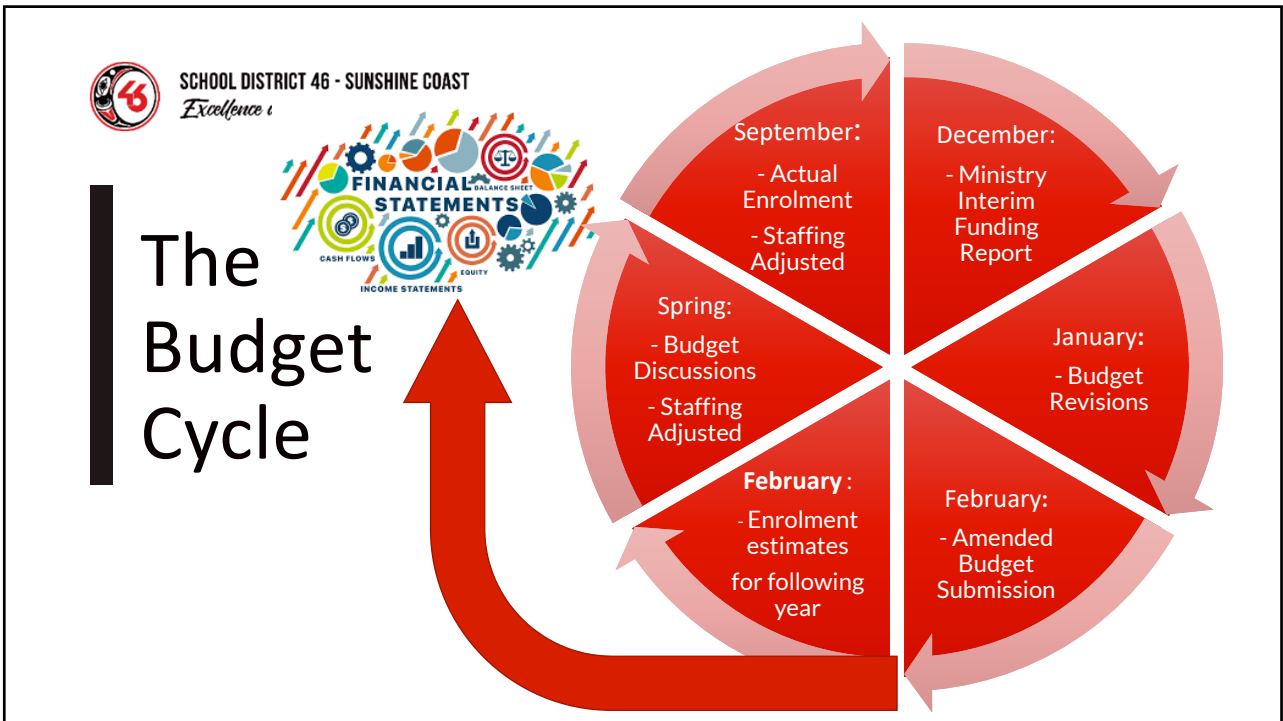 46
SCHOOL DISTRICT 46 - SUNSHINE COAST
Excellence
The
Budget
Cycle
FINANCIAL
BALANCE SHEET
STATEMENTS
CASH FLOWS
EQUITY
INCOME STATEMENTS
September:
- Actual
Enrolment
- Staffing
Adjusted
December:
- Ministry
Interim
Funding
Report
January:
- Budget
Revisions
February:
- Amended
Budget
Submission
February :
- Enrolment
estimates
for following
year
Spring:
- Budget
Discussions
- Staffing
Adjusted